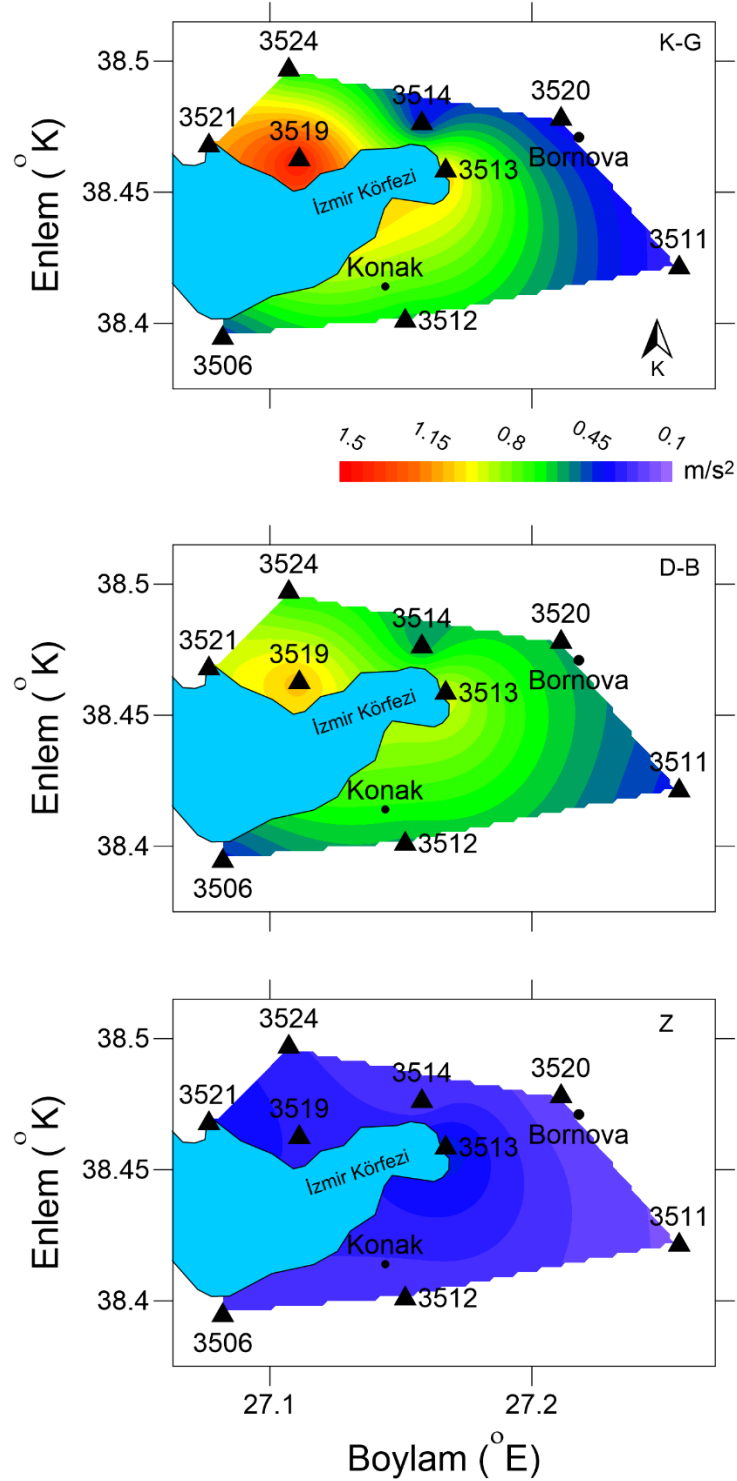 K-G
3524
38.5
3514
3520
3521
3519
Bornova
3513
38.45
İzmir Körfezi
3511
Konak
38.4
3512
3506
K
Enlem (°K)
1.5 1.15 0.8 0.45 0.1
m/s²
D-B
3524
38.5
3514
3520
3521
3519
Bornova
3513
38.45
İzmir Körfezi
3511
Konak
38.4
3512
3506
Enlem (°K)
Z
3524
38.5
3514
3520
3521
3519
Bornova
3513
38.45
İzmir Körfezi
3511
Konak
38.4
3512
3506
Enlem (°K)
27.1 27.2
Boylam (°E)